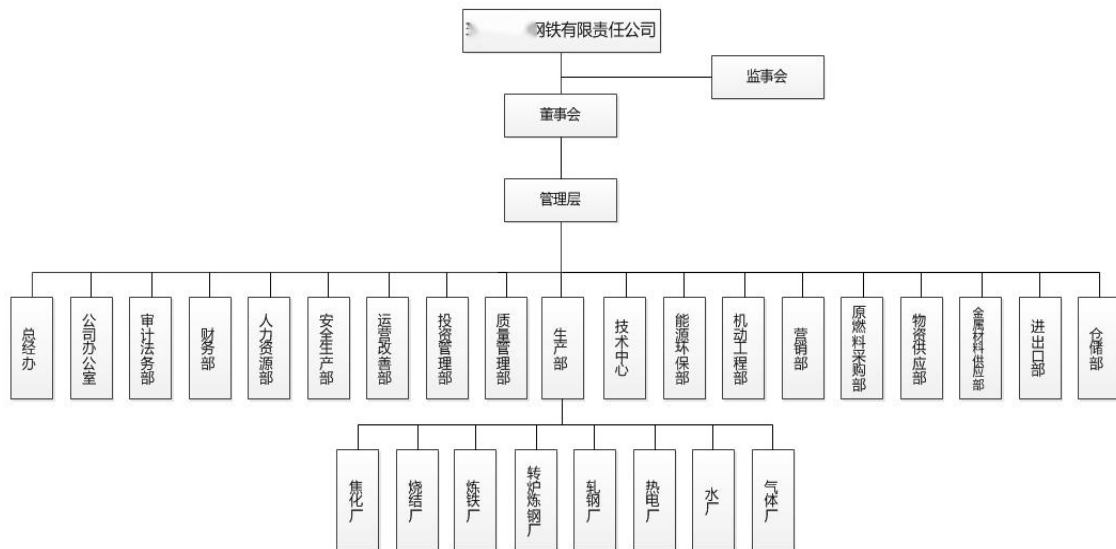 钢铁有限责任公司
监事会
董事会
管理层
总经办
公司办公室
审计法务部
财务部
人力资源部
安全生产部
运营改善部
投资管理部
质量管理部
生产部
技术中心
能源环保部
机动工程部
营销部
原燃料采购部
物资供应部
金属材料供应部
进出口部
仓储部
焦化厂
烧结厂
炼铁厂
转炉炼钢厂
轧钢厂
热电厂
水厂
气体厂